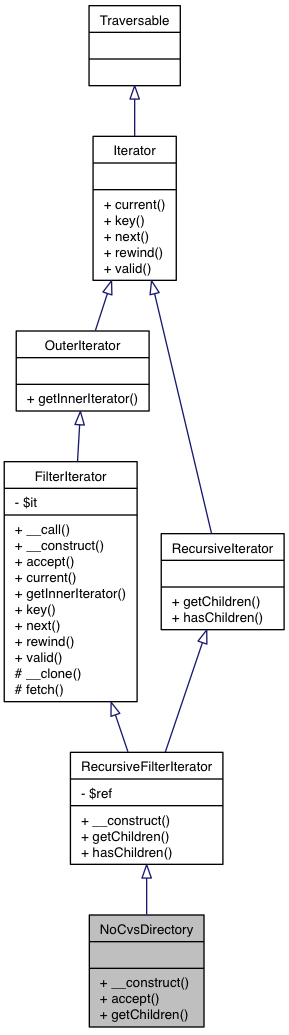 Traversable
Iterator
+ current()
+ key()
+ next()
+ rewind()
+ valid()
OuterIterator
+ getInnerIterator()
FilterIterator
- $it
+ __call()
+ __construct()
+ accept()
+ current()
+ getInnerIterator()
+ key()
+ next()
+ rewind()
+ valid()
# __clone()
# fetch()
RecursiveIterator
+ getChildren()
+ hasChildren()
RecursiveFilterIterator
- $ref
+ __construct()
+ getChildren()
+ hasChildren()
NoCvsDirectory
+ __construct()
+ accept()
+ getChildren()